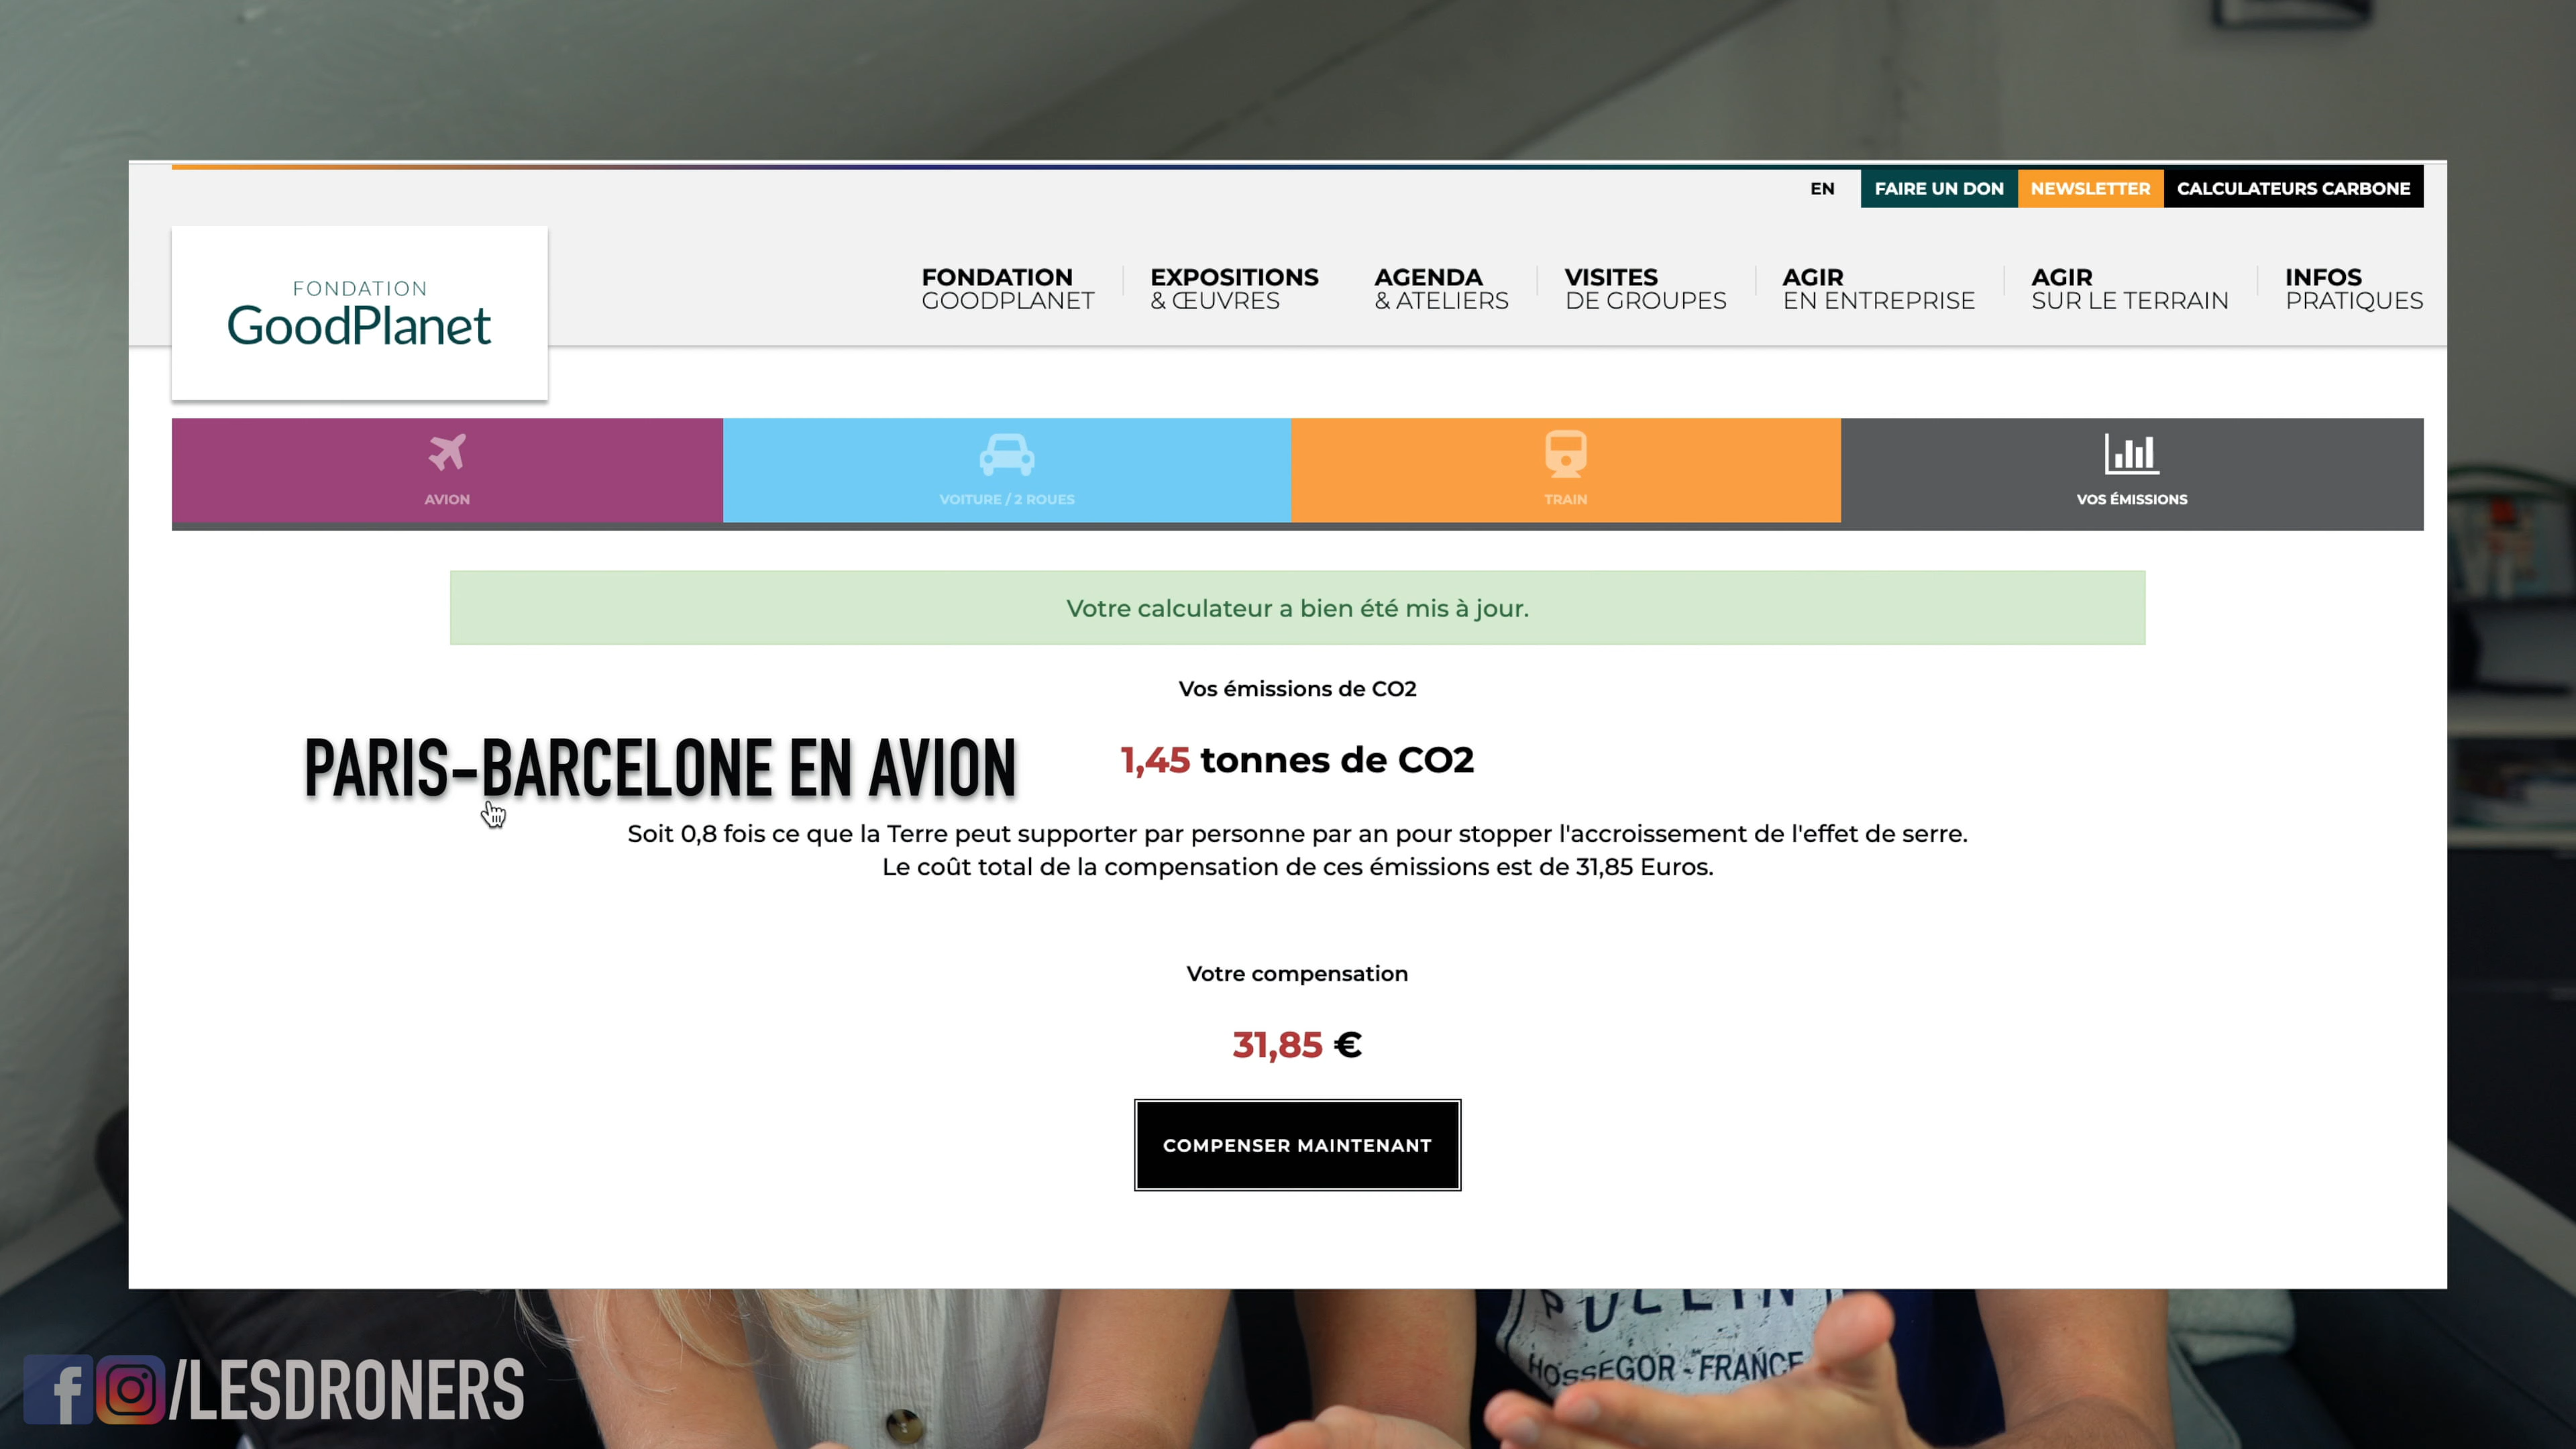 EN
FAIRE UN DON
NEWSLETTER
CALCULATEURS CARBONE
FONDATION
GoodPlanet
FONDATION
GOODPLANET
EXPOSITIONS
& ŒUVRES
AGENDA
& ATELIERS
VISITES
DE GROUPES
AGIR
EN ENTREPRISE
AGIR
SUR LE TERRAIN
INFOS
PRATIQUES
AVION
VOITURE / 2 ROUES
TRAIN
VOS ÉMISSIONS
Votre calculateur a bien été mis à jour.
Vos émissions de CO2
PARIS-BARCELONE EN AVION
1,45 tonnes de CO2
Soit 0,8 fois ce que la Terre peut supporter par personne par an pour stopper l'accroissement de l'effet de serre.
Le coût total de la compensation de ces émissions est de 31,85 Euros.
Votre compensation
31,85 €
COMPENSER MAINTENANT
HOSSEGOR - FRANCE
/LESDRONERS